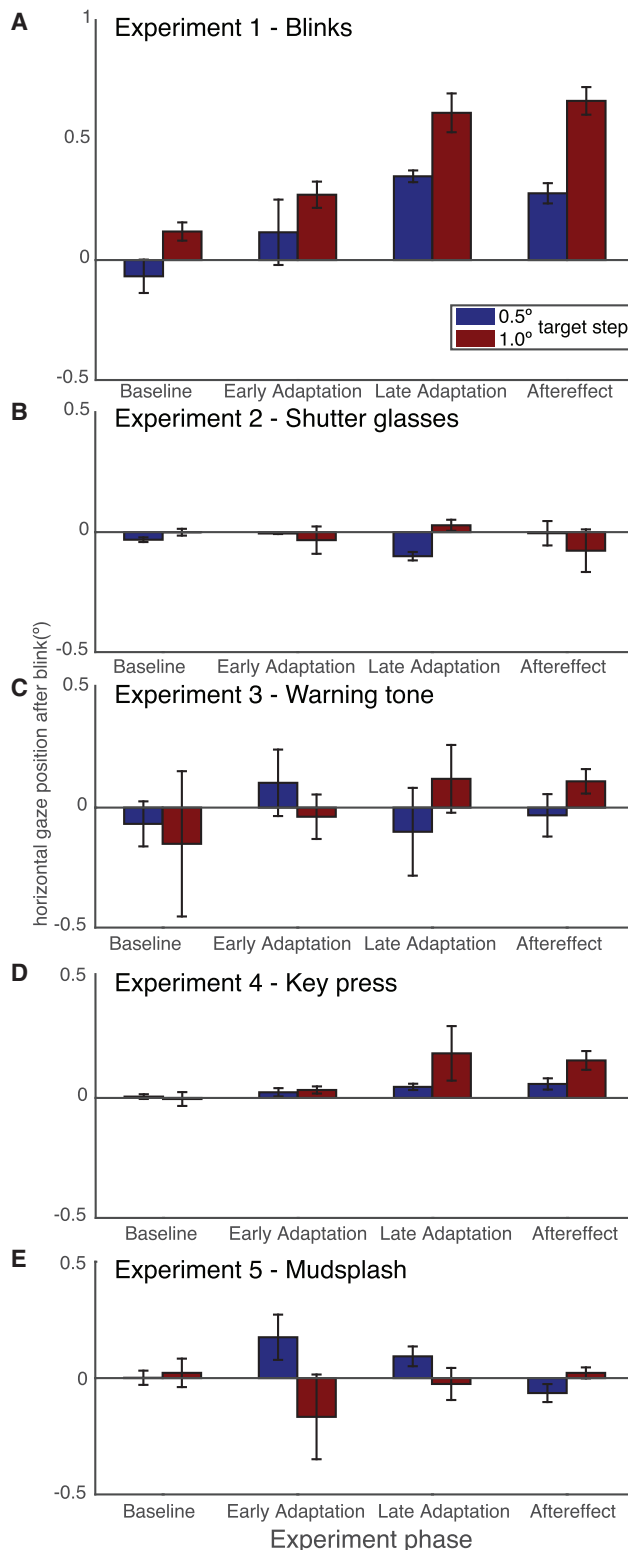 A
Experiment 1 - Blinks
1
0.5
0
-0.5
0.5º
1.0º
target step
Baseline Early Adaptation Late Adaptation Aftereffect
B
Experiment 2 - Shutter glasses
0.5
0
-0.5
Baseline Early Adaptation Late Adaptation Aftereffect
horizontal gaze position after blink(º)
C
Experiment 3 - Warning tone
0.5
0
-0.5
Baseline Early Adaptation Late Adaptation Aftereffect
D
Experiment 4 - Key press
0.5
0
-0.5
Baseline Early Adaptation Late Adaptation Aftereffect
E
Experiment 5 - Mudsplash
0.5
0
-0.5
Baseline Early Adaptation Late Adaptation Aftereffect
Experiment phase